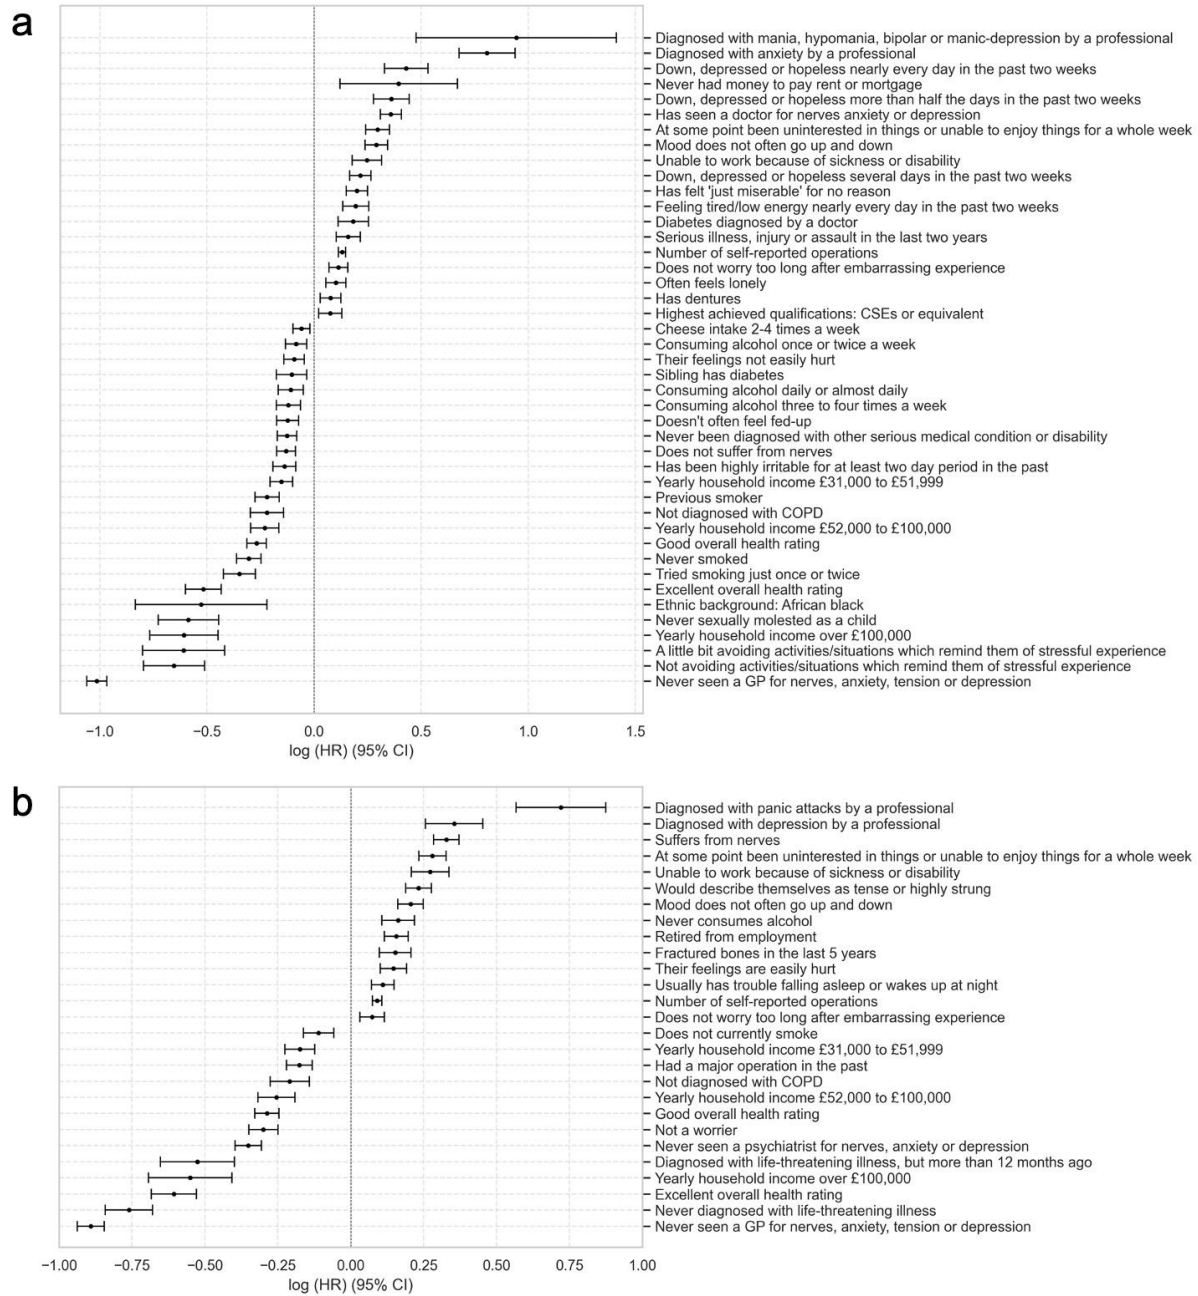 a
Diagnosed with mania, hypomania, bipolar or manic-depression by a professional
Diagnosed with anxiety by a professional
Down, depressed or hopeless nearly every day in the past two weeks
Never had money to pay rent or mortgage
Down, depressed or hopeless more than half the days in the past two weeks
Has seen a doctor for nerves anxiety or depression
At some point been uninterested in things or unable to enjoy things for a whole week
Mood does not often go up and down
Unable to work because of sickness or disability
Down, depressed or hopeless several days in the past two weeks
Has felt 'just miserable' for no reason
Feeling tired/low energy nearly every day in the past two weeks
Diabetes diagnosed by a doctor
Serious illness, injury or assault in the last two years
Number of self-reported operations
Does not worry too long after embarrassing experience
Often feels lonely
Has dentures
Highest achieved qualifications: CSEs or equivalent
Cheese intake 2-4 times a week
Consuming alcohol once or twice a week
Their feelings not easily hurt
Sibling has diabetes
Consuming alcohol daily or almost daily
Consuming alcohol three to four times a week
Doesn't often feel fed-up
Never been diagnosed with other serious medical condition or disability
Does not suffer from nerves
Has been highly irritable for at least two day period in the past
Yearly household income £31,000 to £51,999
Previous smoker
Not diagnosed with COPD
Yearly household income £52,000 to £100,000
Good overall health rating
Never smoked
Tried smoking just once or twice
Excellent overall health rating
Ethnic background: African black
Never sexually molested as a child
Yearly household income over £100,000
A little bit avoiding activities/situations which remind them of stressful experience
Not avoiding activities/situations which remind them of stressful experience
Never seen a GP for nerves, anxiety, tension or depression
−1.0 −0.5 0.0 0.5 1.0 1.5
log (HR) (95% CI)
b
Diagnosed with panic attacks by a professional
Diagnosed with depression by a professional
Suffers from nerves
At some point been uninterested in things or unable to enjoy things for a whole week
Unable to work because of sickness or disability
Would describe themselves as tense or highly strung
Mood does not often go up and down
Never consumes alcohol
Retired from employment
Fractured bones in the last 5 years
Their feelings are easily hurt
Usually has trouble falling asleep or wakes up at night
Number of self-reported operations
Does not worry too long after embarrassing experience
Does not currently smoke
Yearly household income £31,000 to £51,999
Had a major operation in the past
Not diagnosed with COPD
Yearly household income £52,000 to £100,000
Good overall health rating
Not a worrier
Never seen a psychiatrist for nerves, anxiety or depression
Diagnosed with life-threatening illness, but more than 12 months ago
Yearly household income over £100,000
Excellent overall health rating
Never diagnosed with life-threatening illness
Never seen a GP for nerves, anxiety, tension or depression
−1.00 −0.75 −0.50 −0.25 0.00 0.25 0.50 0.75 1.00
log (HR) (95% CI)